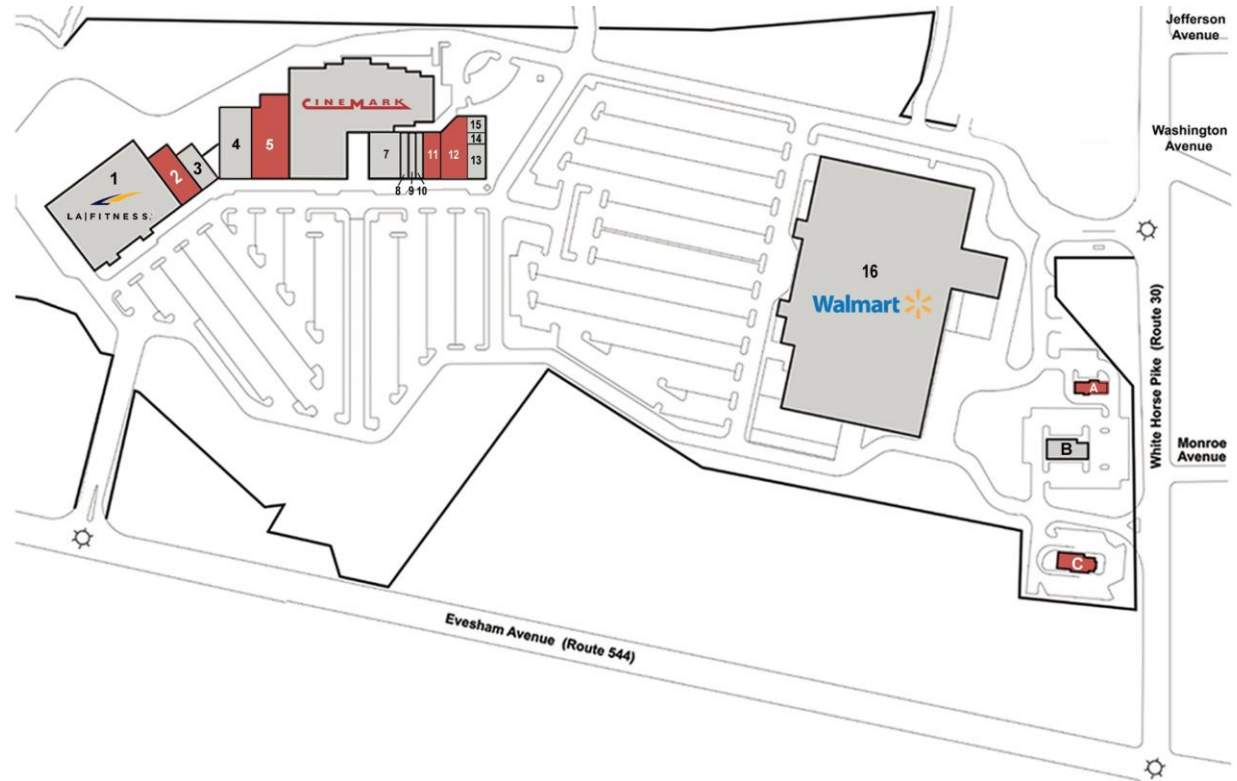 Jefferson
Avenue
CINEMARK
15
4
5
7
14
11
12
13
Washington
Avenue
8
9
10
1
2
3
LA|FITNESS.
16
Walmart
White Horse Pike (Route 30)
A
B
Monroe
Avenue
C
Evesham Avenue (Route 544)